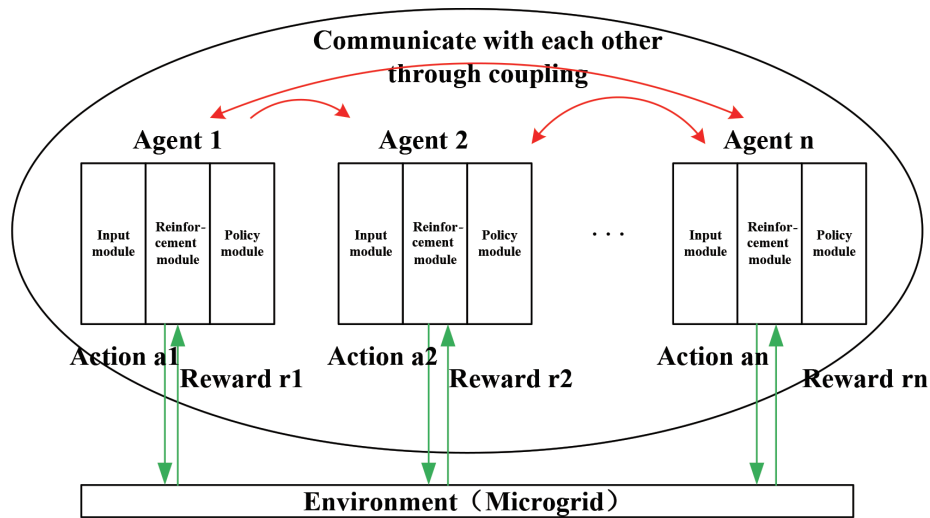 Communicate with each other
through coupling
Agent 1
Agent 2
Agent n
Input
module
Reinfor-
cement
module
Policy
module
Input
module
Reinfor-
cement
module
Policy
module
. . .
Input
module
Reinfor-
cement
module
Policy
module
Action a1
Reward r1
Action a2
Reward r2
Action an
Reward rn
Environment（Microgrid）